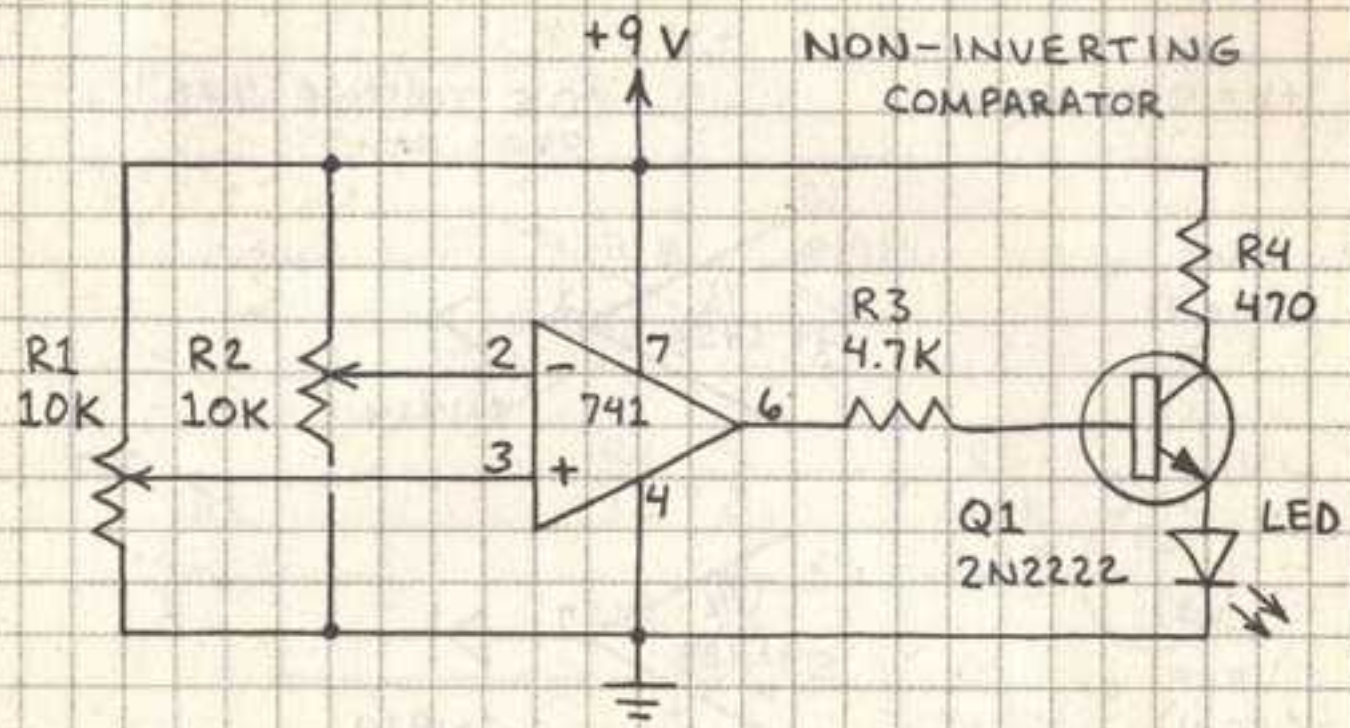 +9 V
NON-INVERTING
COMPARATOR
R1
10K
R2
10K
2
-
3
+
741
7
4
6
R3
4.7K
R4
470
Q1
2N2222
LED